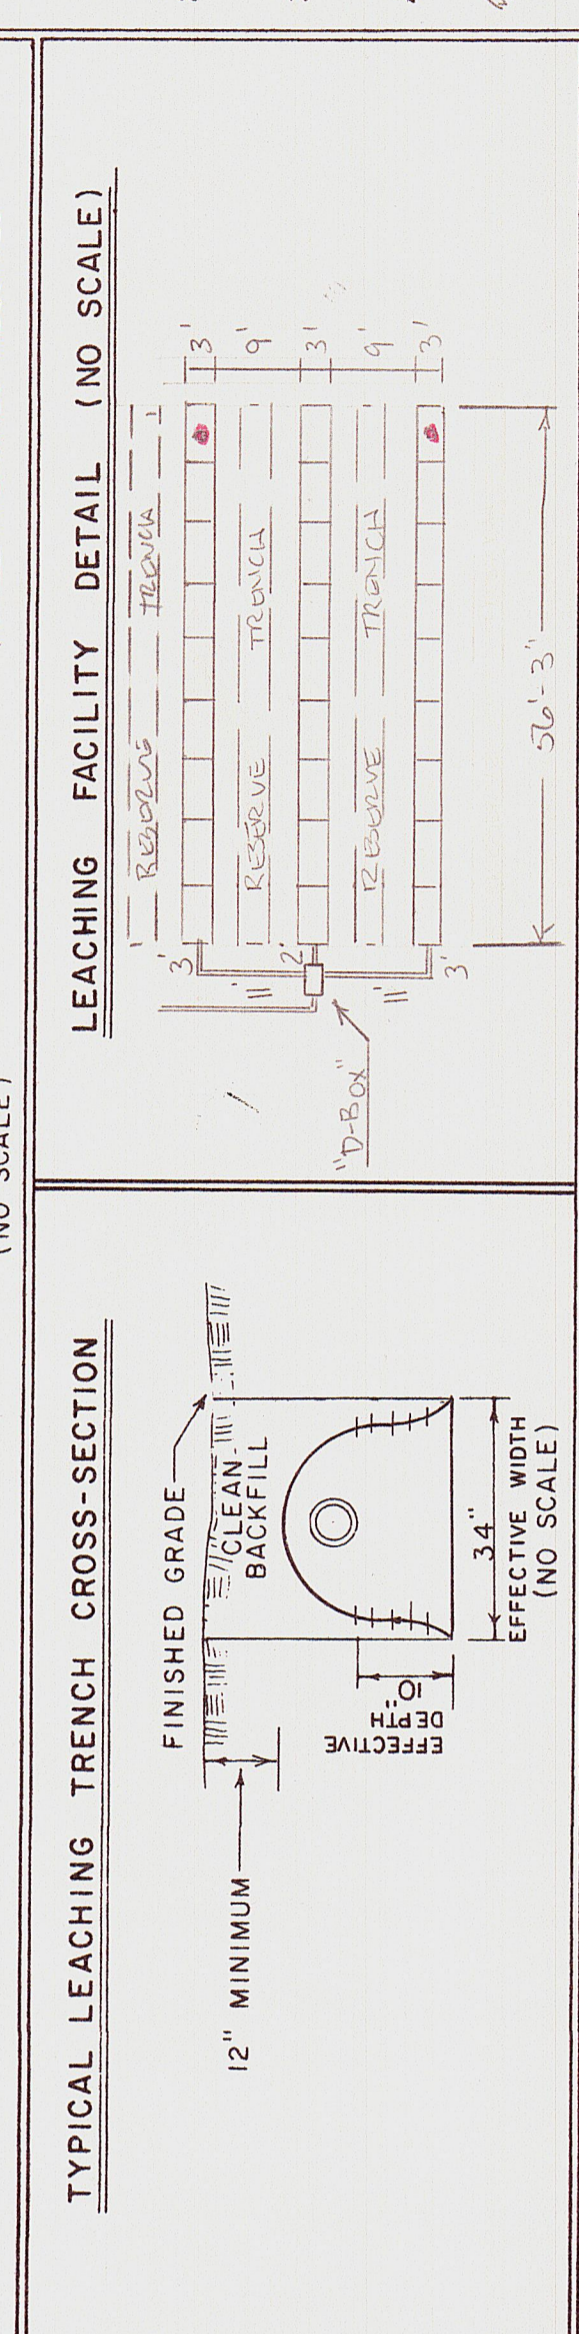 TYPICAL LEACHING TRENCH CROSS-SECTION
FINISHED GRADE
12" MINIMUM
CLEAN
BACKFILL
EFFECTIVE
DEPTH
10"
34"
EFFECTIVE WIDTH
(NO SCALE)
LEACHING FACILITY DETAIL (NO SCALE)
RESERVE TRENCH
3'
3'
11'
RESERVE TRENCH
9'
2'
3'
11'
RESERVE TRENCH
9'
3'
3'
"D-BOX"
56'-3"
(NO SCALE)